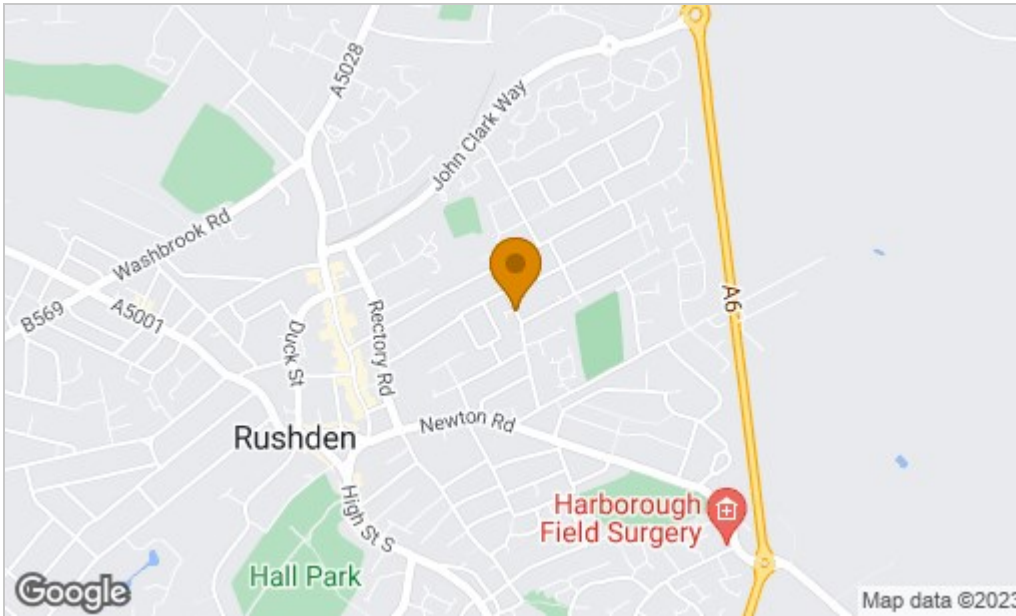 A5028
John Clark Way
Washbrook Rd
B569
A5001
Duck St
Rectory Rd
A6
Newton Rd
Rushden
High St S
Harborough
Field Surgery
Hall Park
Google
Map data ©2023